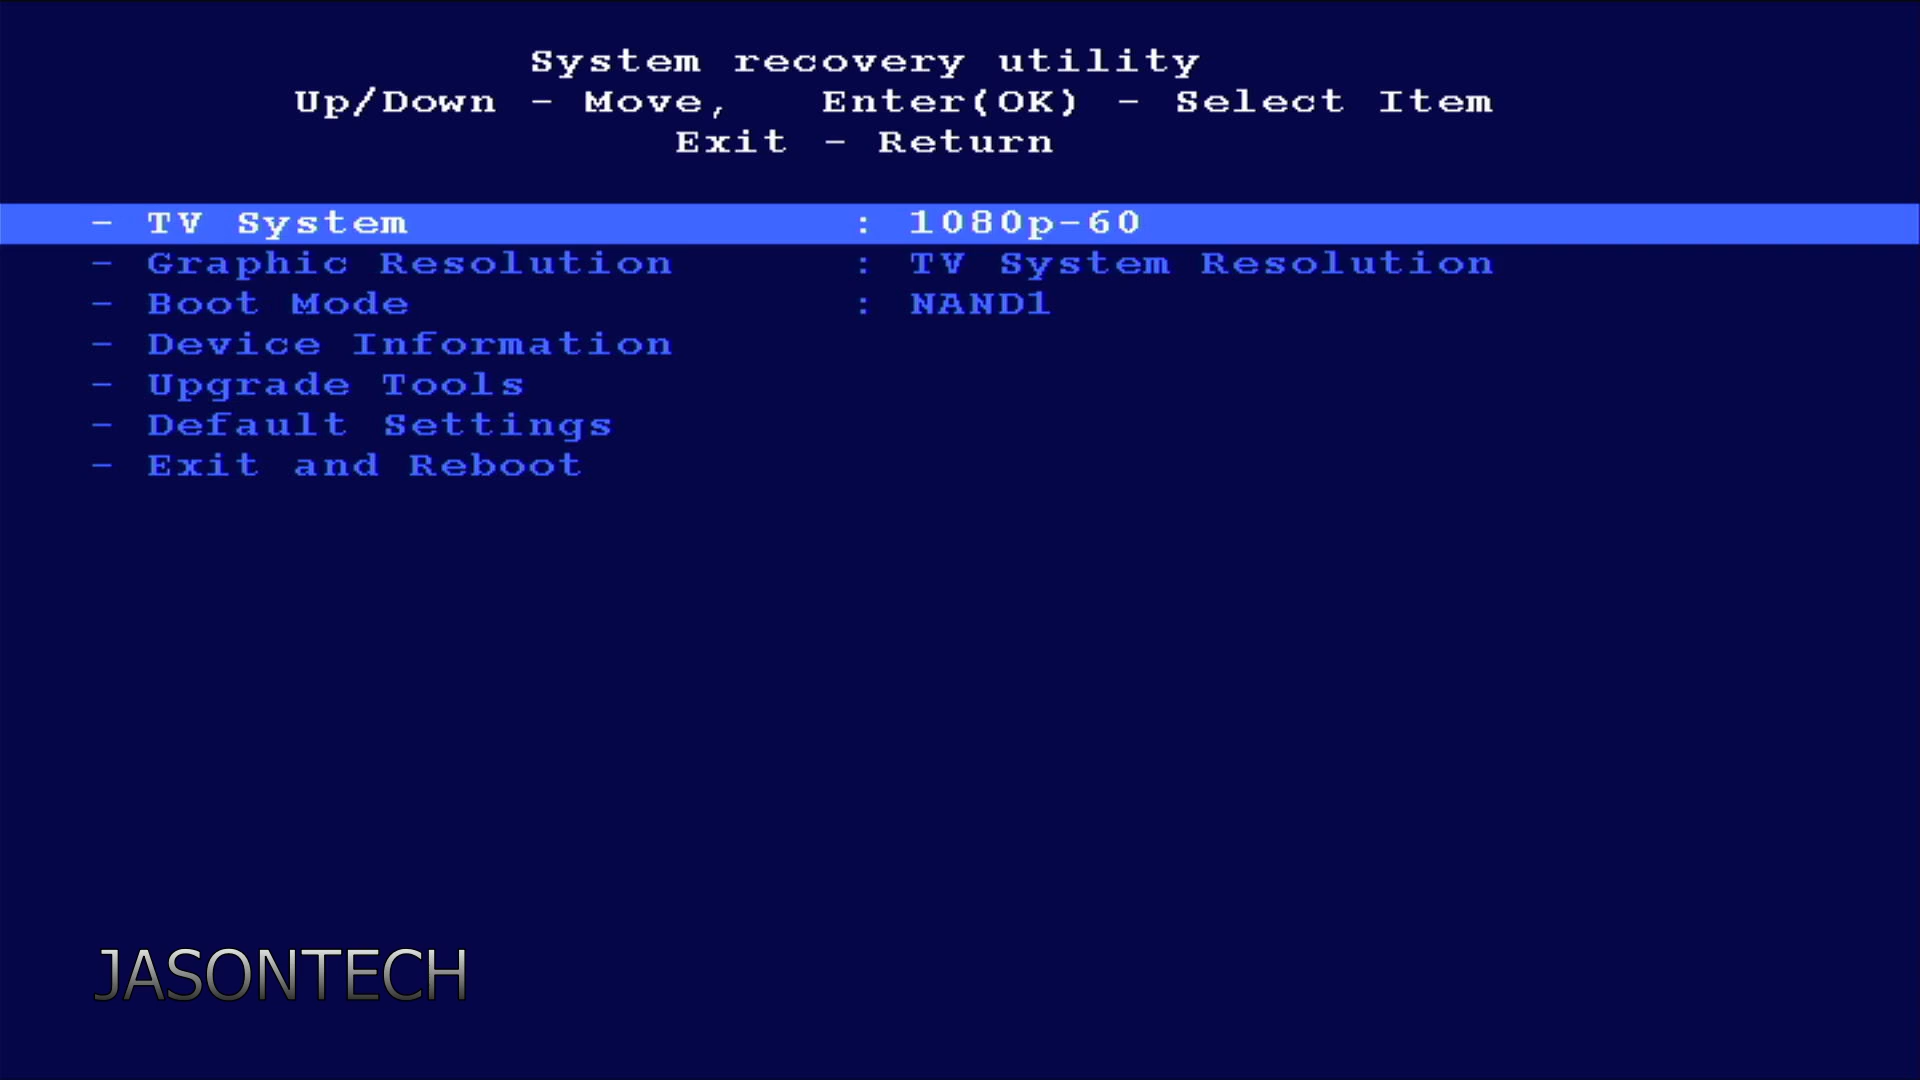 System recovery utility
Up/Down - Move,   Enter(OK) - Select Item
Exit - Return
- TV System : 1080p-60
- Graphic Resolution : TV System Resolution
- Boot Mode : NAND1
- Device Information
- Upgrade Tools
- Default Settings
- Exit and Reboot
JASONTECH